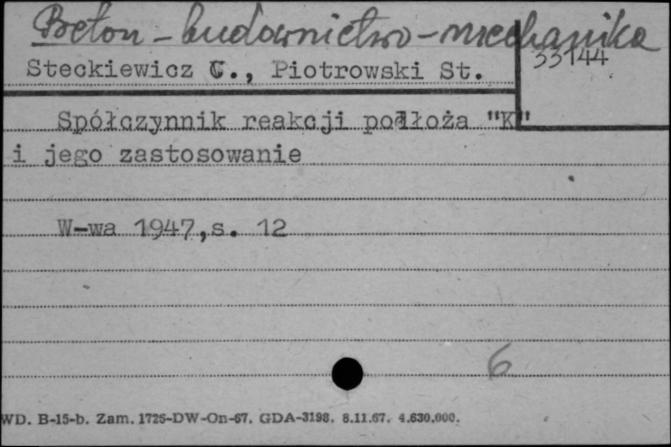 Beton - budownictwo - mechanika
33144
Steckiewicz C., Piotrowski St.
Spółczynnik reakcji podłoża "K"
i jego zastosowanie
W-wa 1947,s. 12
6
WD. B-15-b. Zam. 1725-DW-On-67. GDA-3198. 8.11.67. 4.630.000.